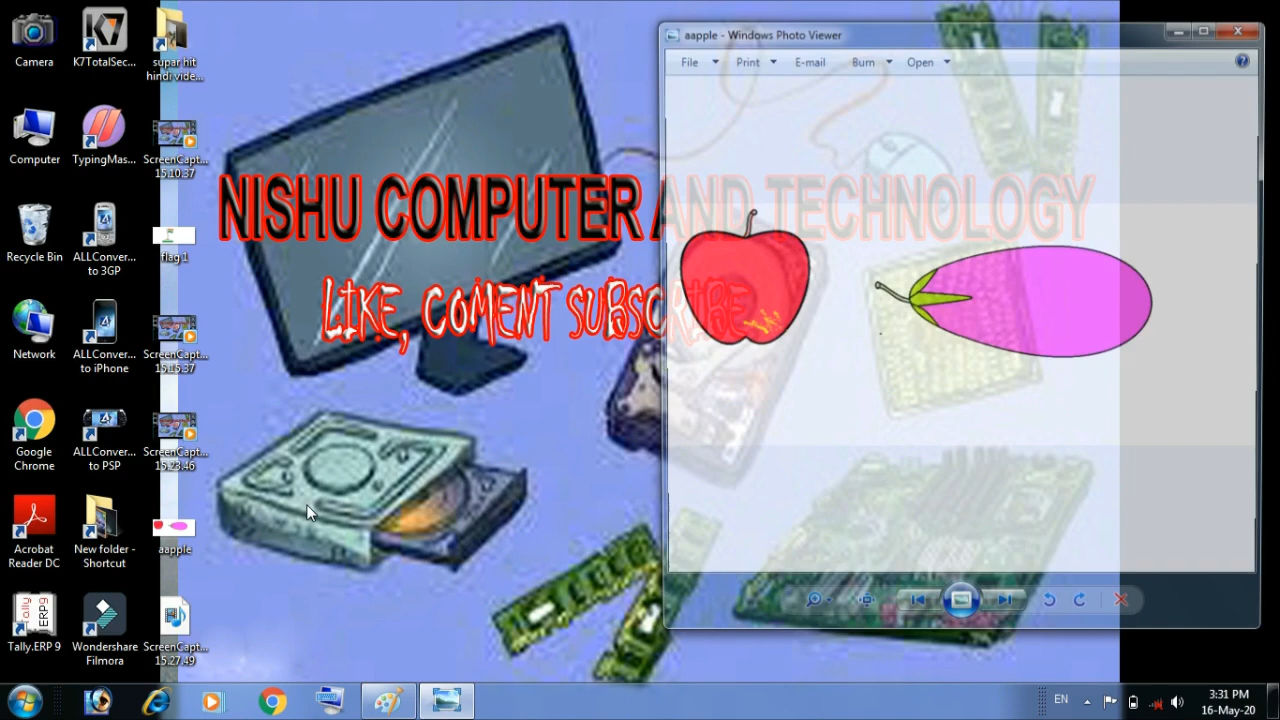 Camera
K7TotalSec...
supar hit
hindi vide...
Computer
TypingMas...
ScreenCapt...
15.10.37
Recycle Bin
ALLConver...
to 3GP
flag 1
Network
ALLConver...
to iPhone
ScreenCapt...
15.15.37
Google
Chrome
ALLConver...
to PSP
ScreenCapt...
15.23.46
Acrobat
Reader DC
New folder -
Shortcut
aapple
Tally.ERP 9
Wondershare
Filmora
ScreenCapt...
15.27.49
NISHU COMPUTER AND TECHNOLOGY
LIKE, COMENT SUBSCRIBE
aapple - Windows Photo Viewer
File Print E-mail Burn Open
EN
3:31 PM
16-May-20